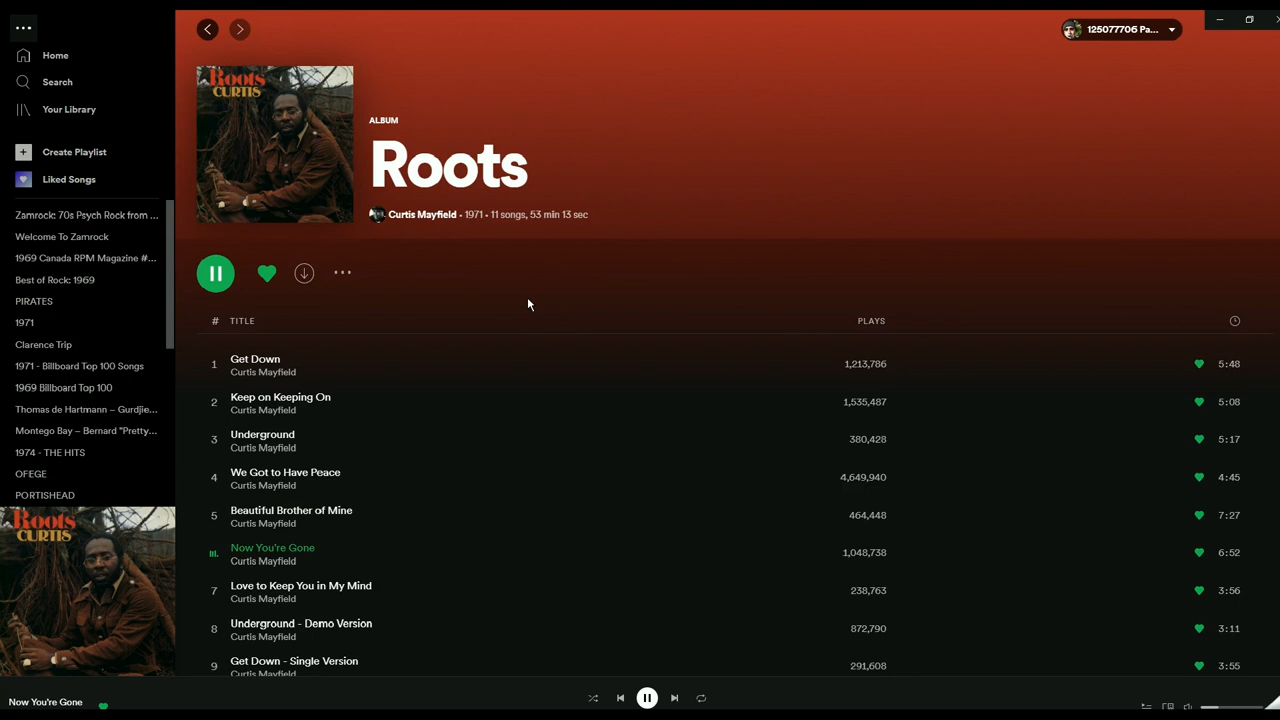 Home
Search
Your Library
Create Playlist
Liked Songs
Zamrock: 70s Psych Rock from ...
Welcome To Zamrock
1969 Canada RPM Magazine #...
Best of Rock: 1969
PIRATES
1971
Clarence Trip
1971 - Billboard Top 100 Songs
1969 Billboard Top 100
Thomas de Hartmann – Gurdjie...
Montego Bay – Bernard "Pretty...
1974 - THE HITS
OFEGE
PORTISHEAD
Roots
CURTIS
Now You're Gone
125077706 Pa...
Roots
CURTIS
ALBUM
Roots
Curtis Mayfield • 1971 • 11 songs, 53 min 13 sec
# TITLE PLAYS
1 Get Down 1,213,786 5:48
Curtis Mayfield
2 Keep on Keeping On 1,535,487 5:08
Curtis Mayfield
3 Underground 380,428 5:17
Curtis Mayfield
4 We Got to Have Peace 4,649,940 4:45
Curtis Mayfield
5 Beautiful Brother of Mine 464,448 7:27
Curtis Mayfield
Now You're Gone 1,048,738 6:52
Curtis Mayfield
7 Love to Keep You in My Mind 238,763 3:56
Curtis Mayfield
8 Underground - Demo Version 872,790 3:11
Curtis Mayfield
9 Get Down - Single Version 291,608 3:55
Curtis Mayfield